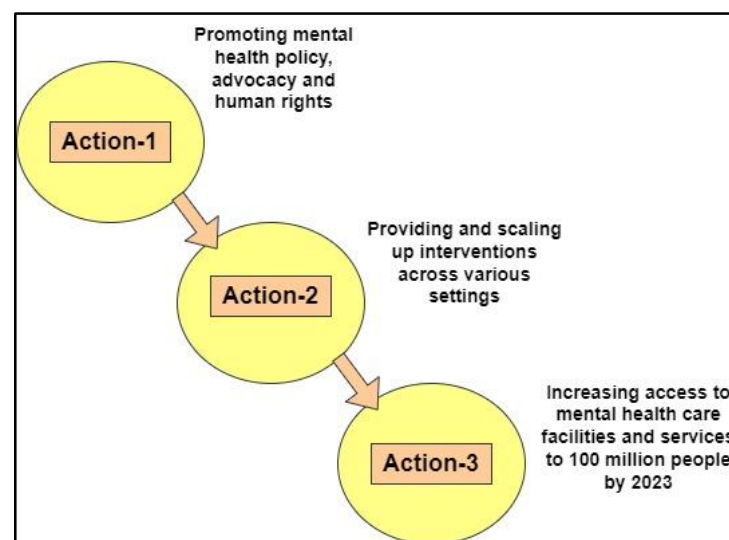 Promoting mental
health policy,
advocacy and
human rights
Action-1
Providing and scaling
up interventions
across various
settings
Action-2
Increasing access to
mental health care
facilities and services
to 100 million people
by 2023
Action-3